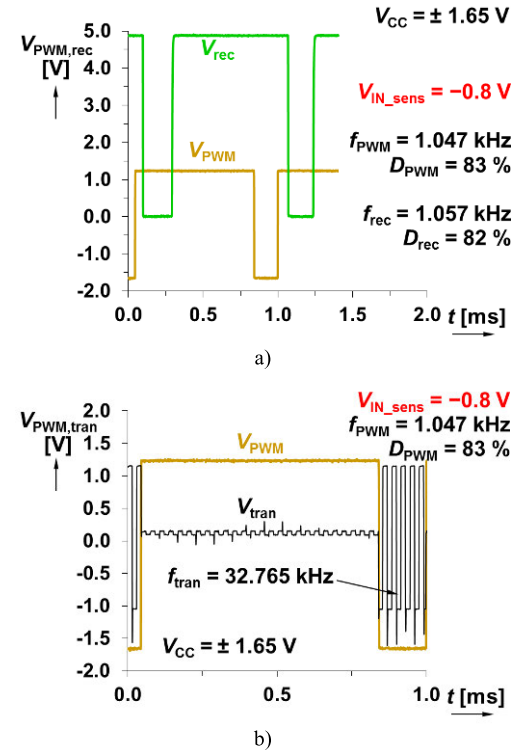 V_CC = ± 1.65 V
V_PWM,rec
[V]
5.0
V_rec
4.0
V_IN_sens = −0.8 V
3.0
f_PWM = 1.047 kHz
2.0
V_PWM
D_PWM = 83 %
1.0
f_rec = 1.057 kHz
0.0
D_rec = 82 %
-1.0
-2.0
0.0 0.5 1.0 1.5 2.0
t [ms]
a)
V_IN_sens = −0.8 V
V_PWM,tran
[V]
2.0
f_PWM = 1.047 kHz
1.5
V_PWM
D_PWM = 83 %
1.0
0.5
V_tran
0.0
-0.5
f_tran = 32.765 kHz
-1.0
-1.5
V_CC = ± 1.65 V
-2.0
0.0 0.5 1.0
t [ms]
b)